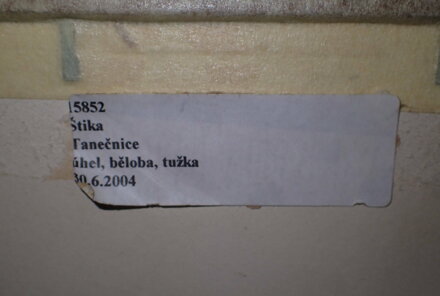 15852
Štika
Tanečnice
úhel, běloba, tužka
30.6.2004